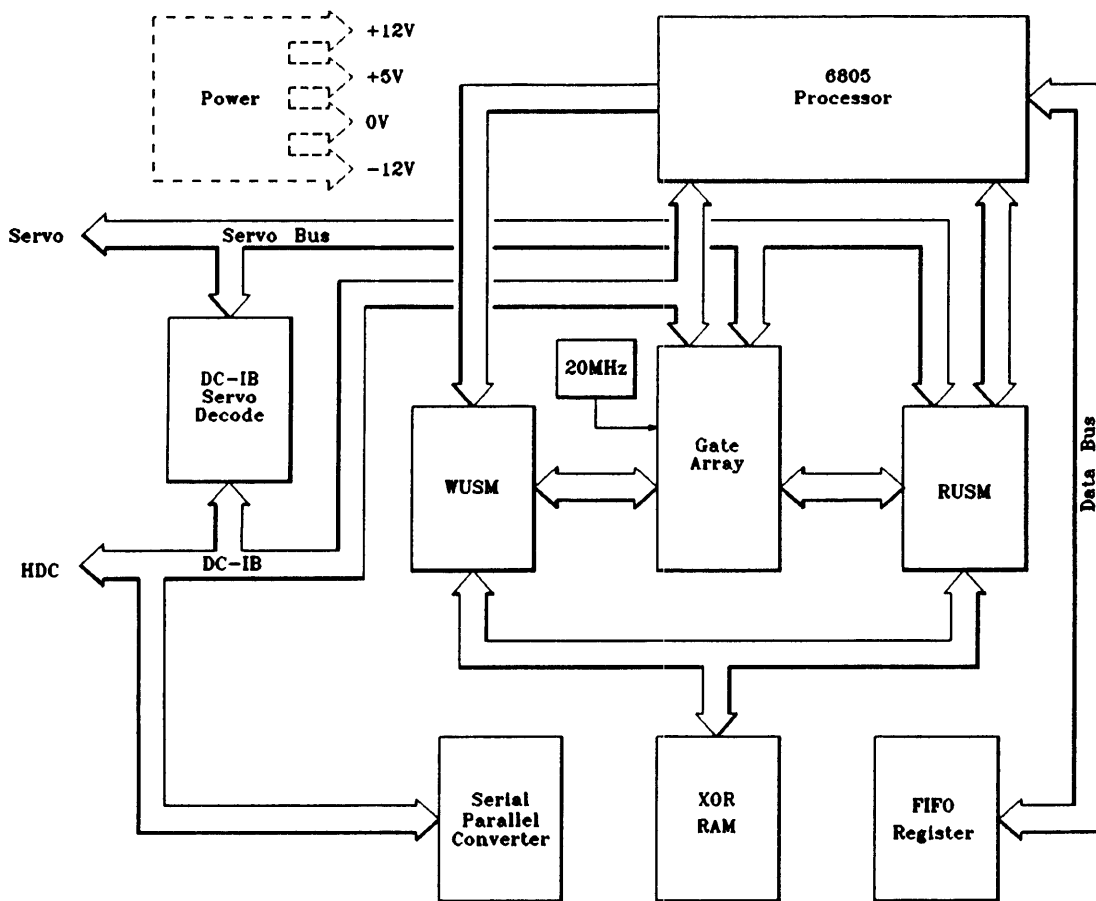 +12V
+5V
Power
0V
-12V
6805
Processor
Servo
Servo Bus
DC-IB
Servo
Decode
20MHz
Gate
Array
WUSM
RUSM
Data Bus
HDC
DC-IB
Serial
Parallel
Converter
XOR
RAM
FIFO
Register